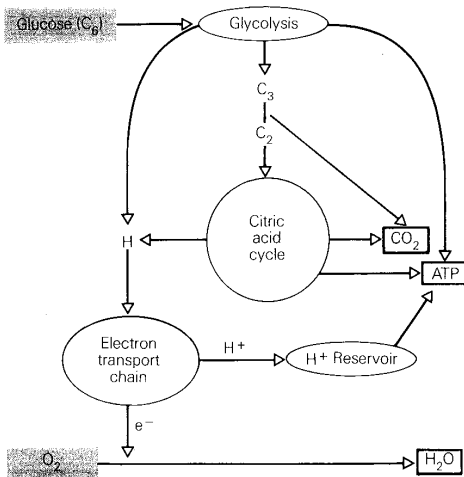 Glucose (C6) Glycolysis
C3
C2
Citric
acid
cycle
H
CO2
ATP
Electron
transport
chain
H+
H+ Reservoir
e−
O2
H2O